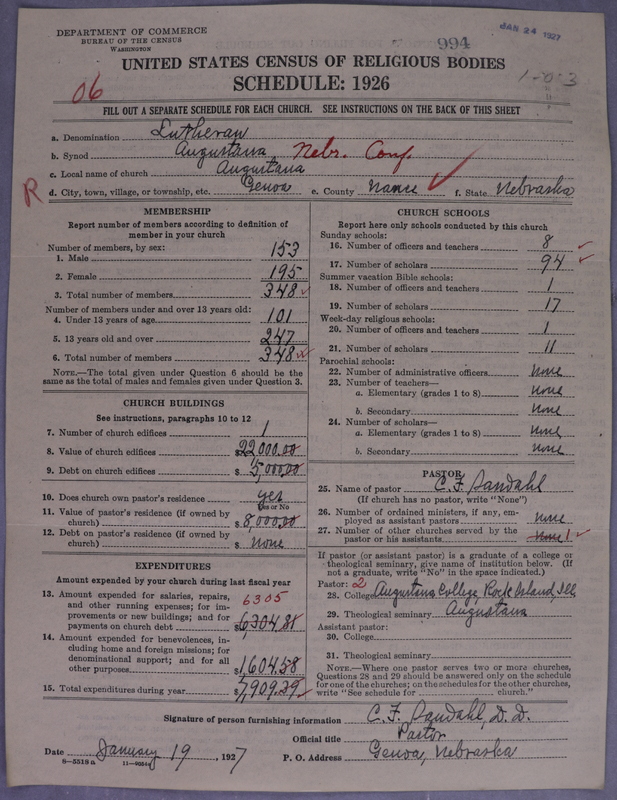 DEPARTMENT OF COMMERCE
BUREAU OF THE CENSUS
WASHINGTON
994
JAN 24 1927
UNITED STATES CENSUS OF RELIGIOUS BODIES
SCHEDULE: 1926
06
1-0-3
FILL OUT A SEPARATE SCHEDULE FOR EACH CHURCH. SEE INSTRUCTIONS ON THE BACK OF THIS SHEET
a. Denomination Lutheran
b. Synod Augustana Nebr. Conf.
c. Local name of church Augustana
R
d. City, town, village, or township, etc. Genoa e. County Nance f. State Nebraska
MEMBERSHIP
Report number of members according to definition of
member in your church
Number of members, by sex:
1. Male 153
2. Female 195
3. Total number of members 348
Number of members under and over 13 years old:
4. Under 13 years of age 101
5. 13 years old and over 247
6. Total number of members 348
NOTE.—The total given under Question 6 should be
same as the total of males and females given under Question 3.
CHURCH BUILDINGS
See instructions, paragraphs 10 to 12
7. Number of church edifices 1
8. Value of church edifices $22000.00
9. Debt on church edifices $5,000.00
10. Does church own pastor's residence yes
Yes or No
11. Value of pastor's residence (if owned by
church) $8,000.00
12. Debt on pastor's residence (if owned by
church) $none
EXPENDITURES
Amount expended by your church during last fiscal year
13. Amount expended for salaries, repairs,
and other running expenses; for im-
provements or new buildings; and for
payments on church debt 6305 $6,304.81
14. Amount expended for benevolences, in-
cluding home and foreign missions; for
denominational support; and for all
other purposes $1,604.58
15. Total expenditures during year $7,909.39
CHURCH SCHOOLS
Report here only schools conducted by this church
Sunday schools:
16. Number of officers and teachers 8
17. Number of scholars 94
Summer vacation Bible schools:
18. Number of officers and teachers 1
19. Number of scholars 17
Week-day religious schools:
20. Number of officers and teachers 1
21. Number of scholars 11
Parochial schools:
22. Number of administrative officers none
23. Number of teachers—
a. Elementary (grades 1 to 8) none
b. Secondary none
24. Number of scholars—
a. Elementary (grades 1 to 8) none
b. Secondary none
PASTOR
25. Name of pastor C. F. Sandahl
(If church has no pastor, write "None")
26. Number of ordained ministers, if any, em-
ployed as assistant pastors none
27. Number of other churches served by the
pastor or his assistants none 1
If pastor (or assistant pastor) is a graduate of a college or
theological seminary, give name of institution below. (If
not a graduate, write "No" in the space indicated.)
Pastor: 2
28. College Augustana College Rock Island, Ill
29. Theological seminary Augustana
Assistant pastor:
30. College
31. Theological seminary
NOTE.—Where one pastor serves two or more churches,
Questions 28 and 29 should be answered only on the schedule
for one of the churches; on the schedules for the other churches,
write "See schedule for church."
Signature of person furnishing information C. F. Sandahl, D. D.
Official title Pastor
Date January 19, 1927 P. O. Address Genoa, Nebraska
8—5518a